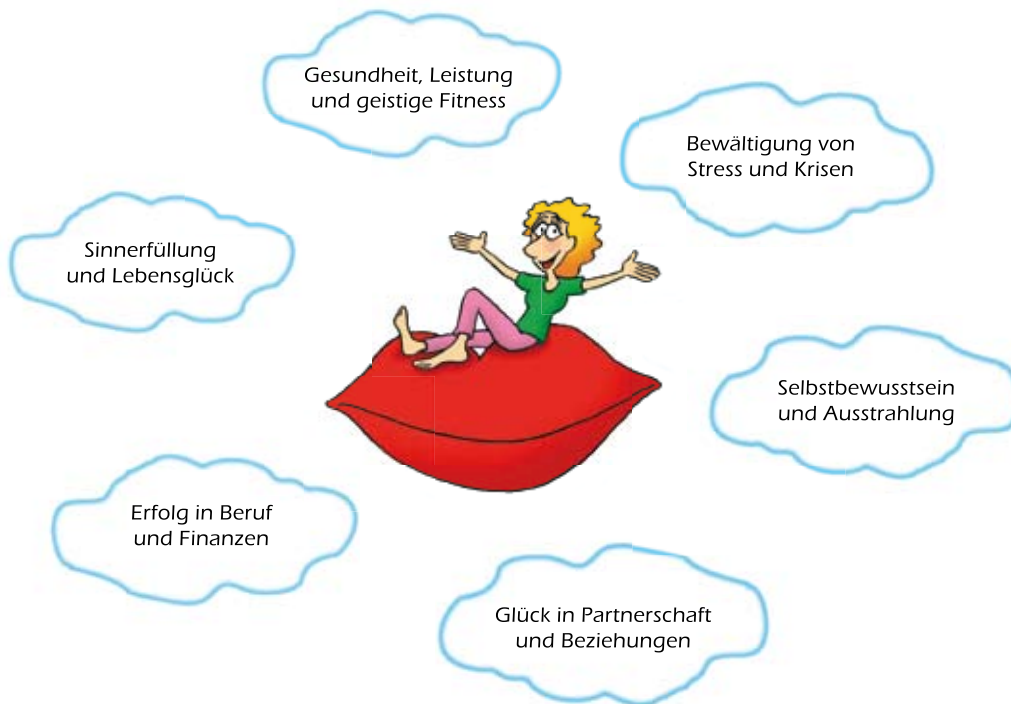 Gesundheit, Leistung
und geistige Fitness
Bewältigung von
Stress und Krisen
Sinnerfüllung
und Lebensglück
Selbstbewusstsein
und Ausstrahlung
Erfolg in Beruf
und Finanzen
Glück in Partnerschaft
und Beziehungen